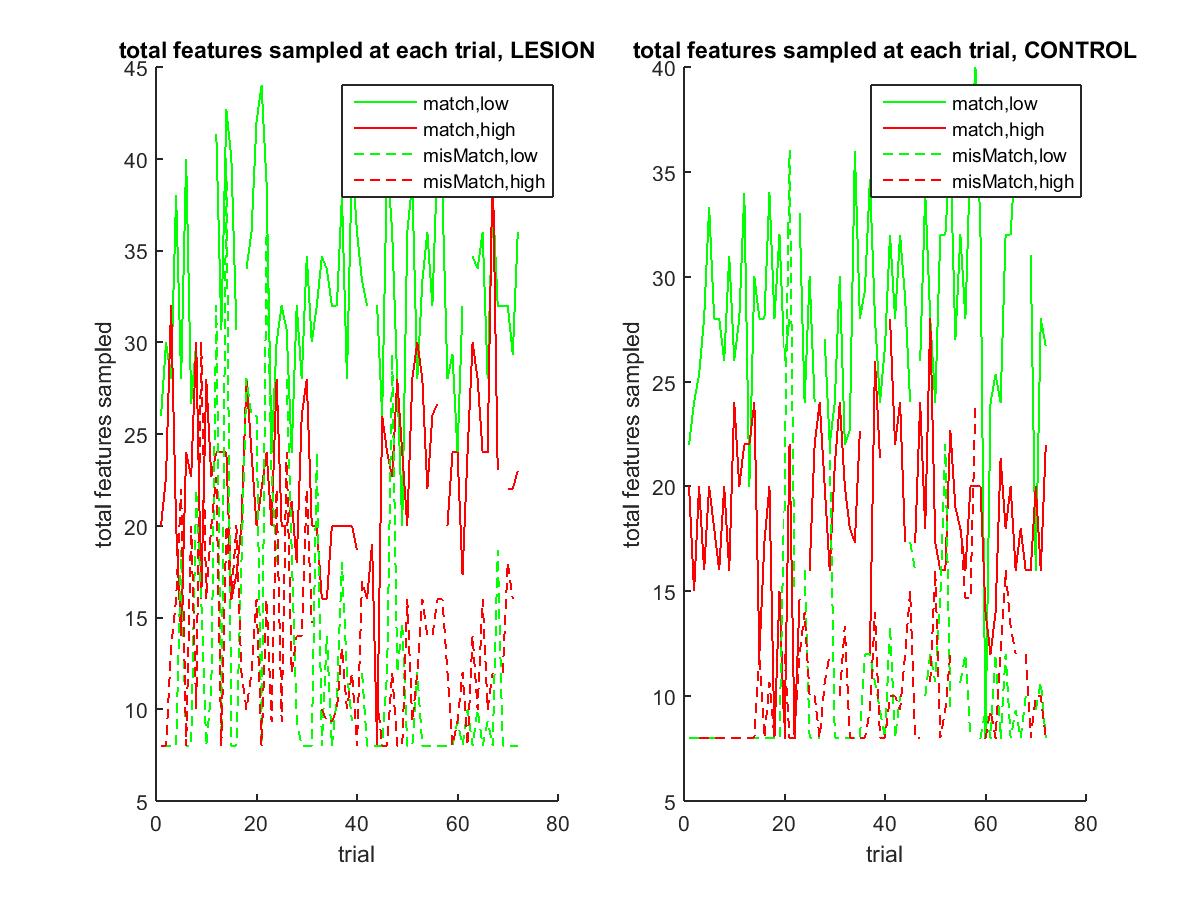 total features sampled at each trial, LESION
45
40
35
30
25
20
15
10
5
0
20
40
60
80
trial
total features sampled
match,low
match,high
misMatch,low
misMatch,high
total features sampled at each trial, CONTROL
40
35
30
25
20
15
10
5
0
20
40
60
80
trial
total features sampled
match,low
match,high
misMatch,low
misMatch,high